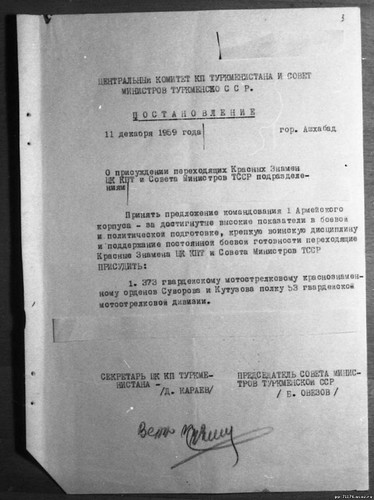 3
ЦЕНТРАЛЬНЫЙ КОМИТЕТ КП ТУРКМЕНИСТАНА И СОВЕТ
МИНИСТРОВ ТУРКМЕНСКО С С Р.
П О С Т А Н О В Л Е Н И Е
11 декабря 1969 года
гор. Ашхабад
О присуждении переходящих Красных Знамен
ЦК КПТ и Совета Министров ТССР подразделе-
ниям
Принять предложение командования 1 Армейского
корпуса - за достигнутые высокие показатели в боевой
и политической подготовке, крепкую воинскую дисциплину
и поддержание постоянной боевой готовности переходящие
Красные Знамена ЦК КПТ и Совета Министров ТССР
ПРИСУДИТЬ:
1. 373 гвардейскому мотострелковому краснознамен-
ному орденов Суворова и Кутузова полку 53 гвардейской
мотострелковой дивизии.
СЕКРЕТАРЬ ЦК КП ТУРКМЕ-
НИСТАНА -
/Д. КАРАЕВ/
ПРЕДСЕДАТЕЛЬ СОВЕТА МИНИС-
ТРОВ ТУРКМЕНСКОЙ ССР
/ Б. ОВЕЗОВ/